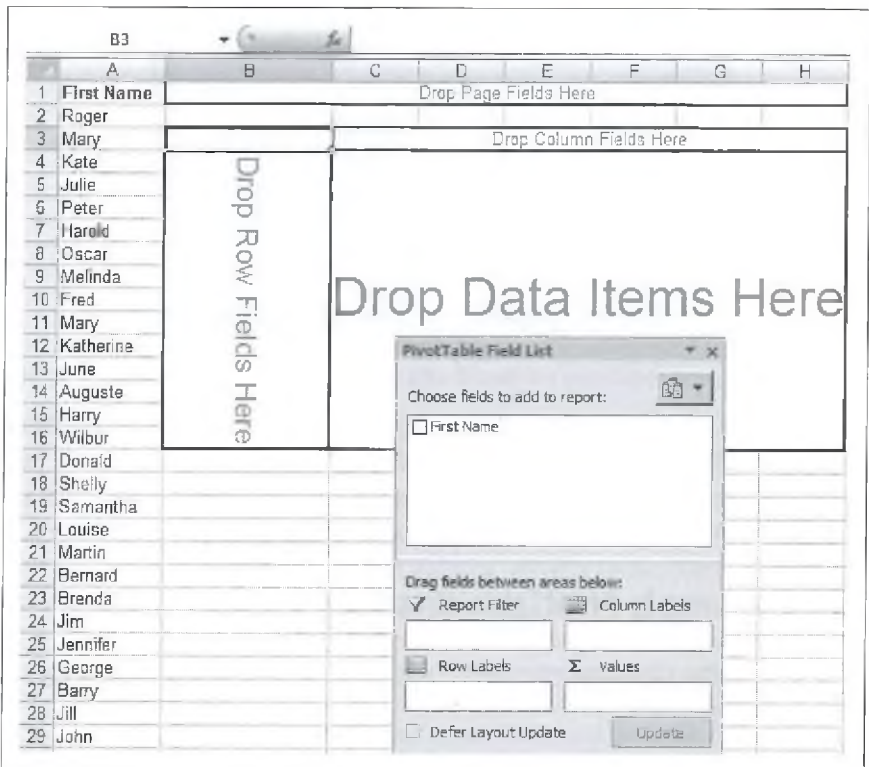 B3
A B C D E F G H
1 First Name Drop Page Fields Here
2 Roger
3 Mary Drop Column Fields Here
4 Kate
5 Julie
6 Peter
7 Harold
8 Oscar
9 Melinda
10 Fred
11 Mary
12 Katherine
13 June
14 Auguste
15 Harry
16 Wilbur
17 Donald
18 Shelly
19 Samantha
20 Louise
21 Martin
22 Bernard
23 Brenda
24 Jim
25 Jennifer
26 George
27 Barry
28 Jill
29 John
Drop Row Fields Here
Drop Data Items Here
PivotTable Field List
Choose fields to add to report:
First Name
Drag fields between areas below:
Report Filter Column Labels
Row Labels Σ Values
Defer Layout Update Update